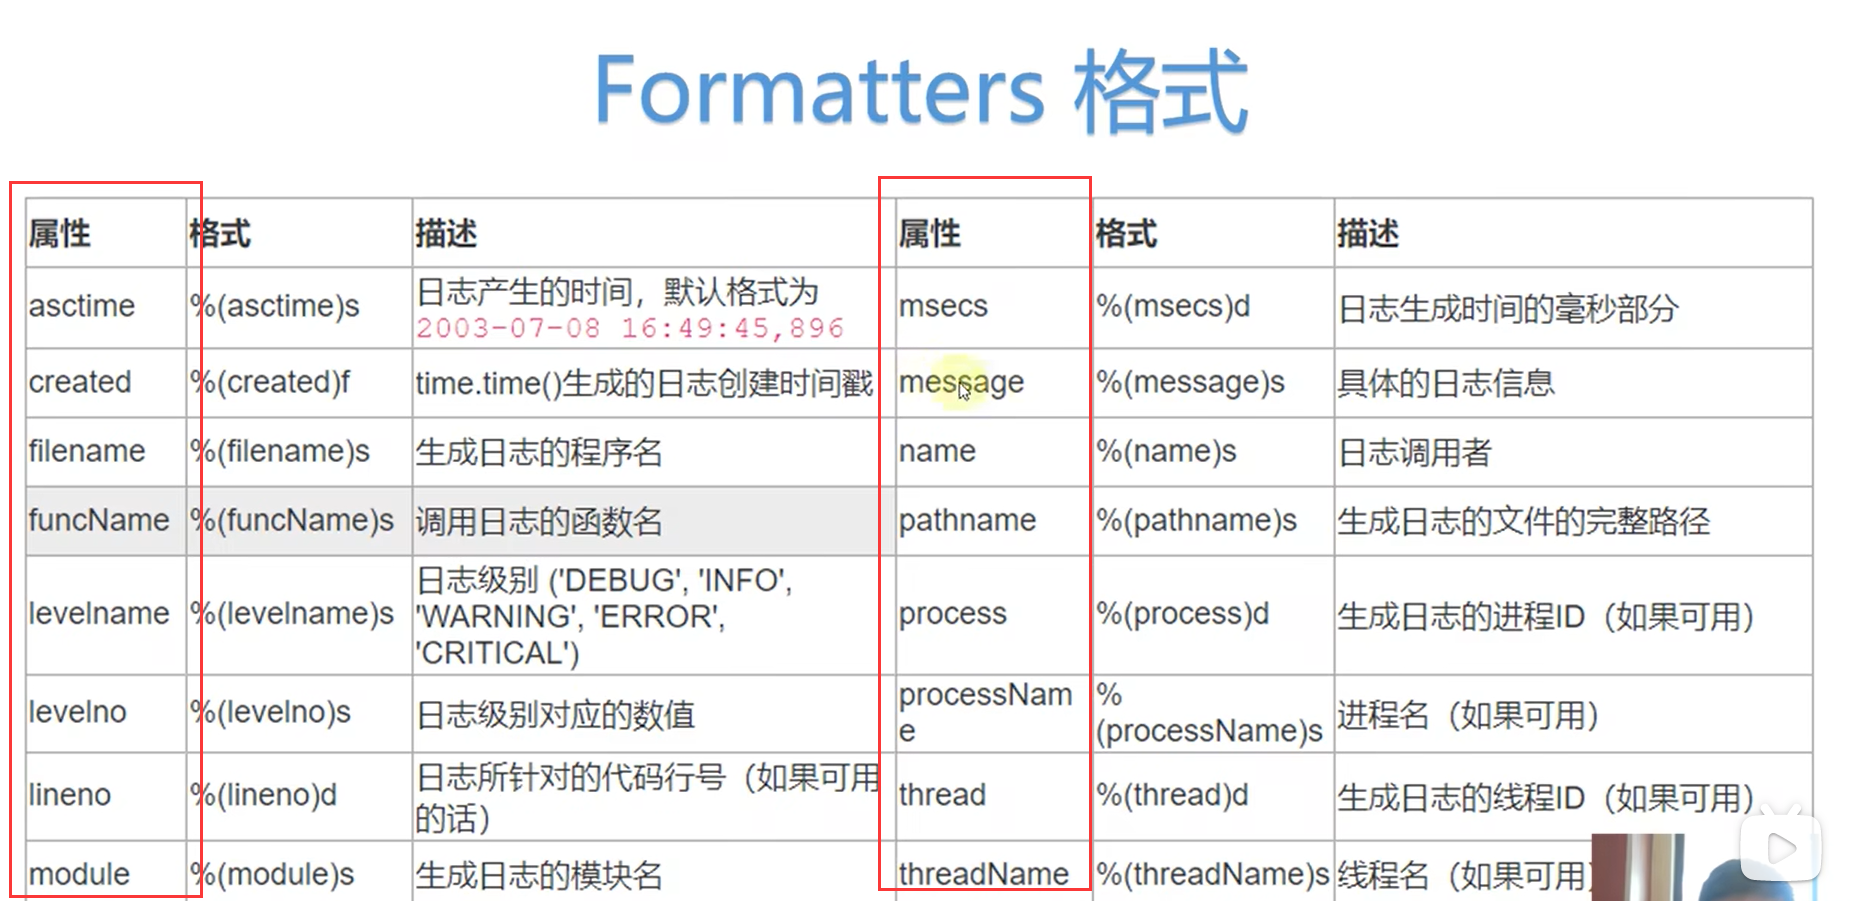 Formatters 格式
属性 格式 描述 属性 格式 描述
asctime %(asctime)s 日志产生的时间，默认格式为
2003-07-08 16:49:45,896 msecs %(msecs)d 日志生成时间的毫秒部分
created %(created)f time.time()生成的日志创建时间戳 message %(message)s 具体的日志信息
filename %(filename)s 生成日志的程序名 name %(name)s 日志调用者
funcName %(funcName)s 调用日志的函数名 pathname %(pathname)s 生成日志的文件的完整路径
levelname %(levelname)s 日志级别 ('DEBUG', 'INFO',
'WARNING', 'ERROR',
'CRITICAL') process %(process)d 生成日志的进程ID（如果可用）
levelno %(levelno)s 日志级别对应的数值 processNam
e %
(processName)s 进程名（如果可用）
lineno %(lineno)d 日志所针对的代码行号（如果可用
的话） thread %(thread)d 生成日志的线程ID（如果可用）
module %(module)s 生成日志的模块名 threadName %(threadName)s 线程名（如果可用）